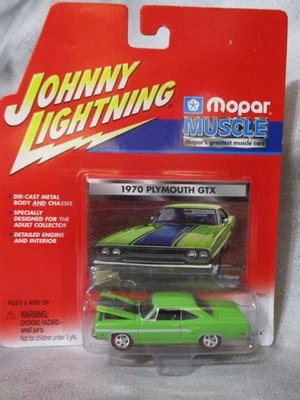 JOHNNY
LIGHTNING
Mopar
MUSCLE
Mopar's greatest muscle cars
• DIE-CAST METAL
BODY AND CHASSIS
• SPECIALLY
DESIGNED FOR THE
ADULT COLLECTOR
• DETAILED ENGINE
AND INTERIOR
1970 PLYMOUTH GTX
Mopar
AGES 8 AND UP
WARNING:
CHOKING HAZARD—
small parts.
Not for children under 3 yrs.